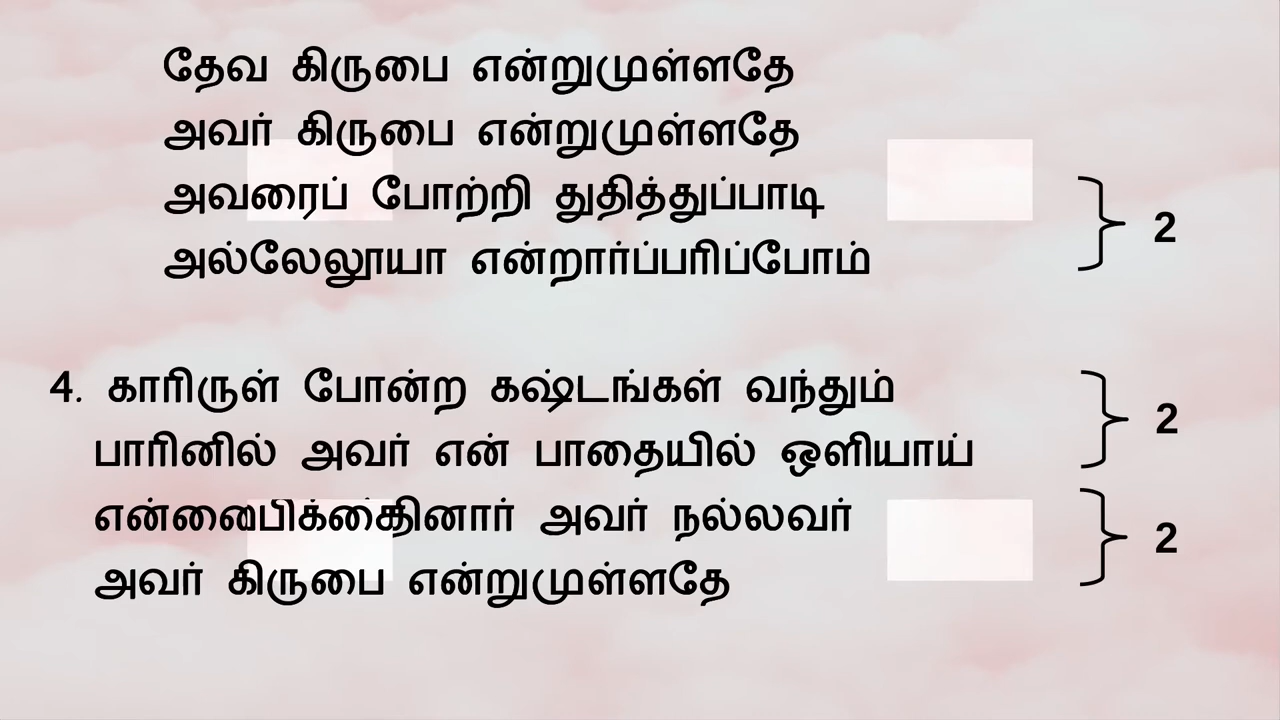 தேவ கிருபை என்றுமுள்ளதே
அவர் கிருபை என்றுமுள்ளதே
அவரைப் போற்றி துதித்துப்பாடி
அல்லேலூயா என்றார்ப்பரிப்போம்
2
4. காரிருள் போன்ற கஷ்டங்கள் வந்தும்
பாரினில் அவர் என் பாதையில் ஒளியாய்
2
அவர் நல்லவர்
அவர் கிருபை என்றுமுள்ளதே
2